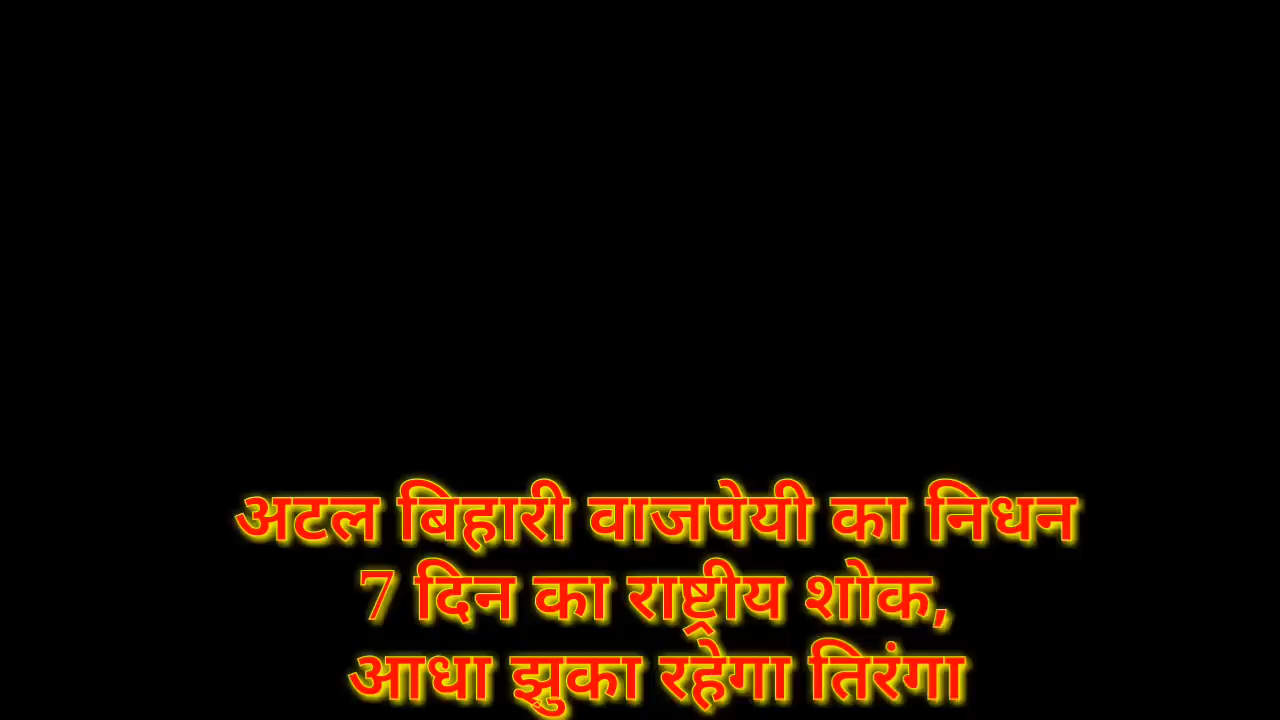 अटल बिहारी वाजपेयी का निधन
7 दिन का राष्ट्रीय शोक,
आधा झुका रहेगा तिरंगा